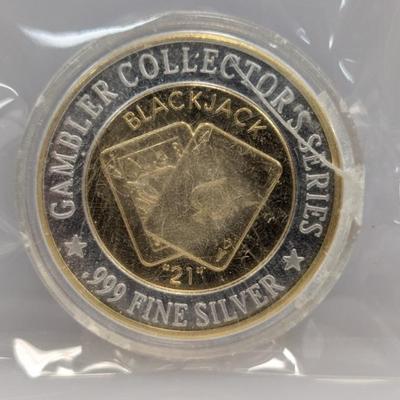 GAMBLER COLLECTOR'S SERIES
BLACKJACK
"21"
.999 FINE SILVER